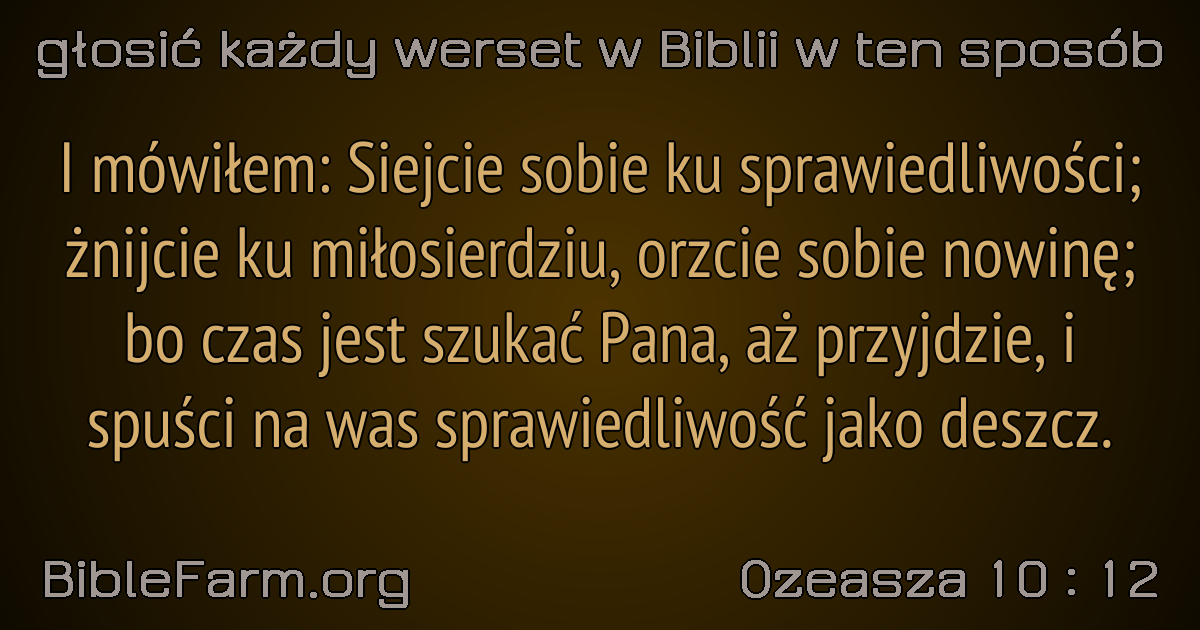 głosić każdy werset w Biblii w ten sposób
I mówiłem: Siejcie sobie ku sprawiedliwości;
żnijcie ku miłosierdziu, orzcie sobie nowinę;
bo czas jest szukać Pana, aż przyjdzie, i
spuści na was sprawiedliwość jako deszcz.
BibleFarm.org
Ozeasza 10 : 12